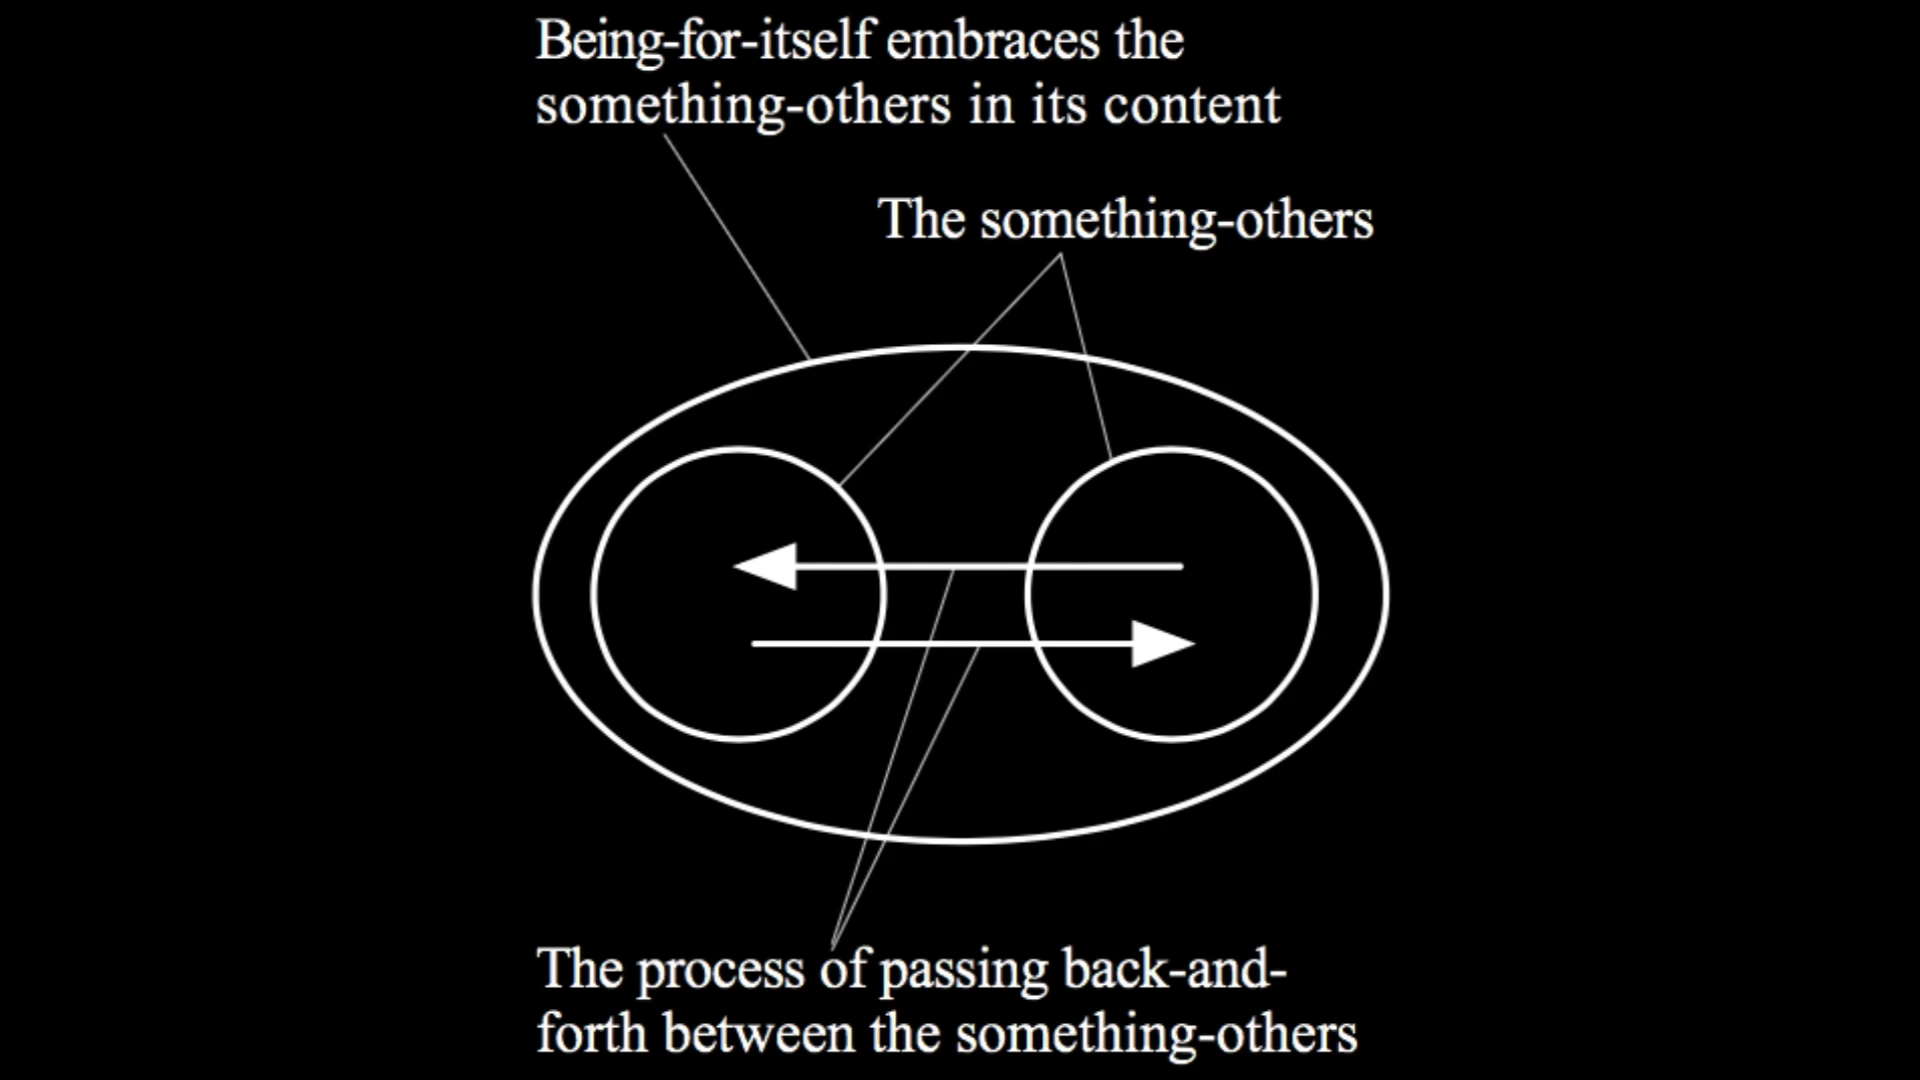 Being-for-itself embraces the
something-others in its content
The something-others
The process of passing back-and-
forth between the something-others